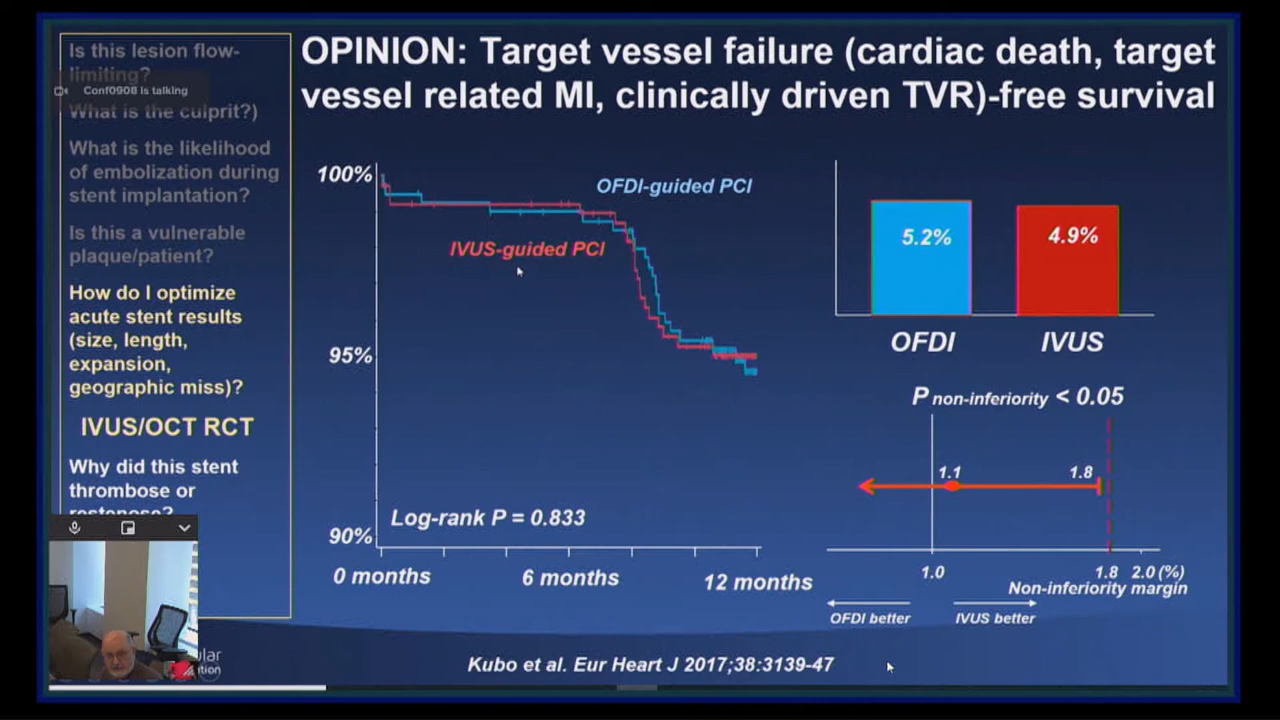 OPINION: Target vessel failure (cardiac death, target
vessel related MI, clinically driven TVR)-free survival
Is this lesion flow-
limiting?
Conf0908 is talking
What is the culprit?)
What is the likelihood
of embolization during
stent implantation?
Is this a vulnerable
plaque/patient?
How do I optimize
acute stent results
(size, length,
expansion,
geographic miss)?
IVUS/OCT RCT
Why did this stent
thrombose or
restenose?
100%
95%
90%
OFDI-guided PCI
IVUS-guided PCI
Log-rank P = 0.833
0 months
6 months
12 months
5.2%
4.9%
OFDI
IVUS
P non-inferiority < 0.05
1.1
1.8
1.0
1.8
2.0 (%)
Non-inferiority margin
OFDI better
IVUS better
Kubo et al. Eur Heart J 2017;38:3139-47